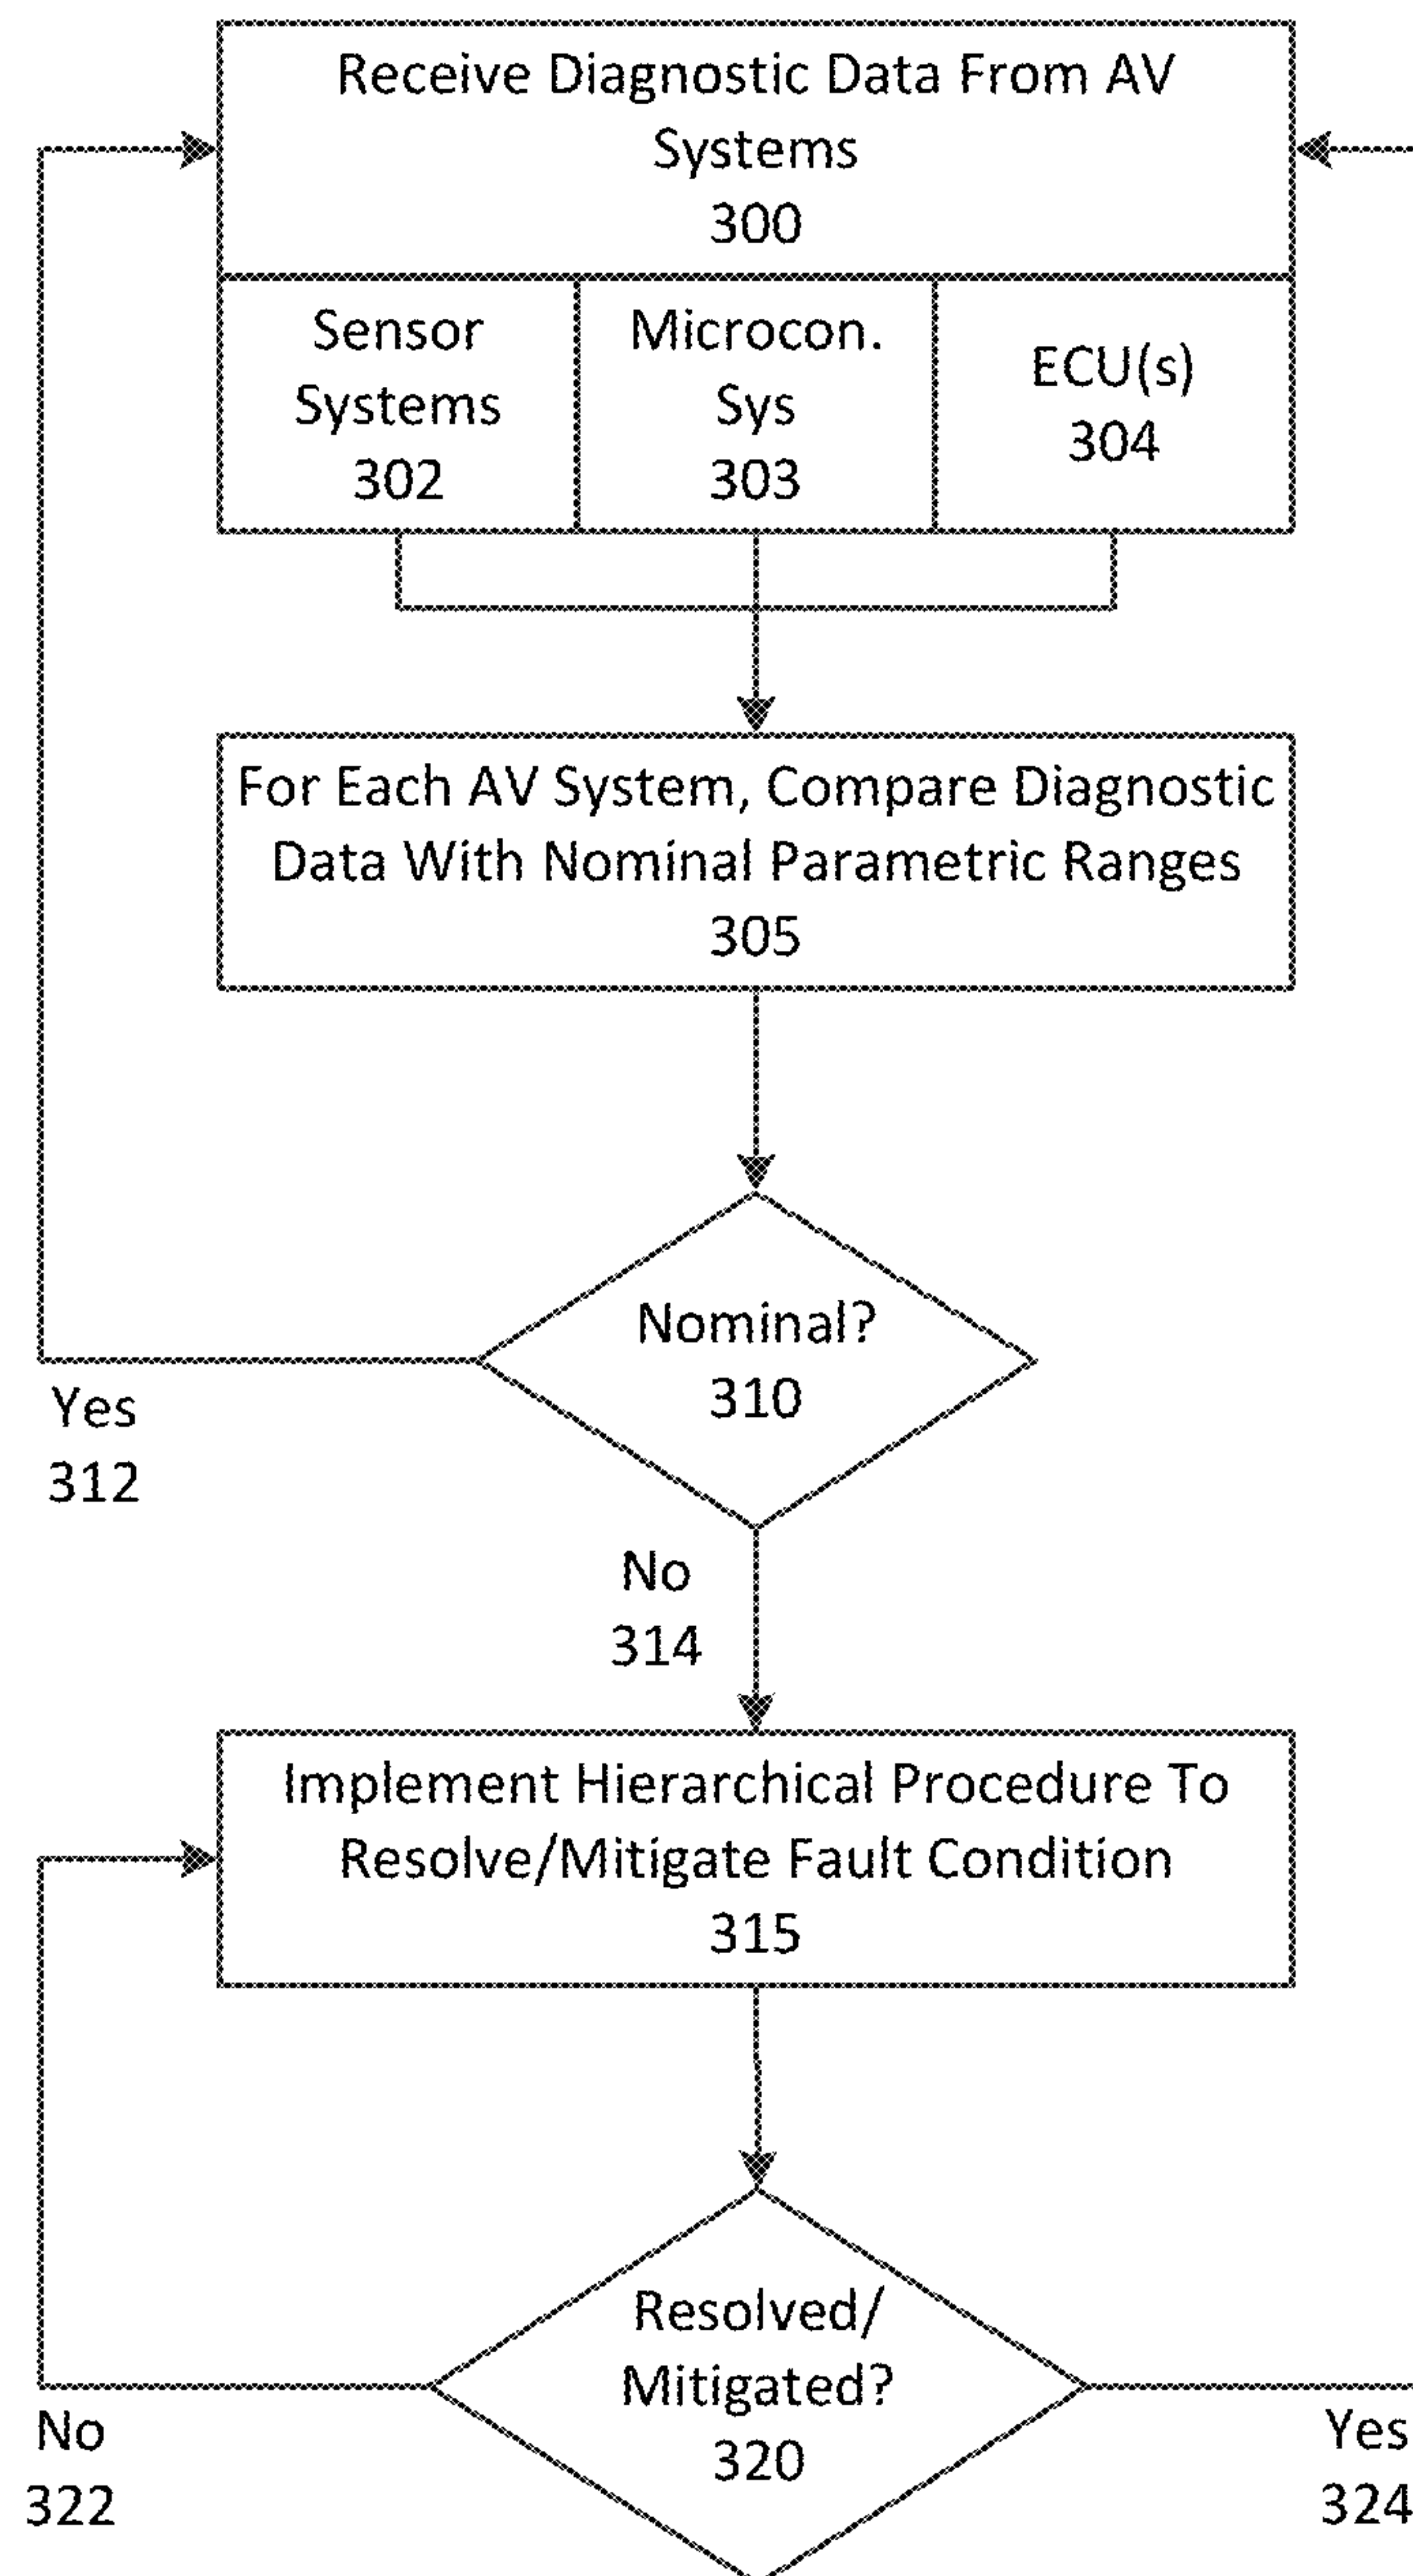 Receive Diagnostic Data From AV
Systems
300
Sensor
Systems
302
Microcon.
Sys
303
ECU(s)
304
For Each AV System, Compare Diagnostic
Data With Nominal Parametric Ranges
305
Nominal?
310
Yes
312
No
314
Implement Hierarchical Procedure To
Resolve/Mitigate Fault Condition
315
Resolved/
Mitigated?
320
No
322
Yes
324